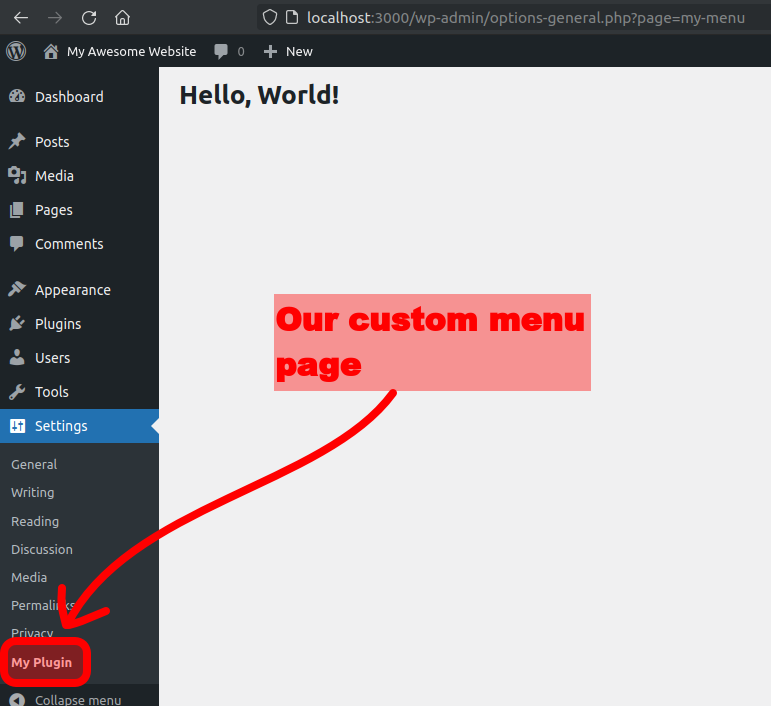 localhost:3000/wp-admin/options-general.php?page=my-menu
My Awesome Website 0 New
Dashboard
Posts
Media
Pages
Comments
Appearance
Plugins
Users
Tools
Settings
General
Writing
Reading
Discussion
Media
Permalinks
Privacy
My Plugin
Collapse menu
Hello, World!
Our custom menu
page